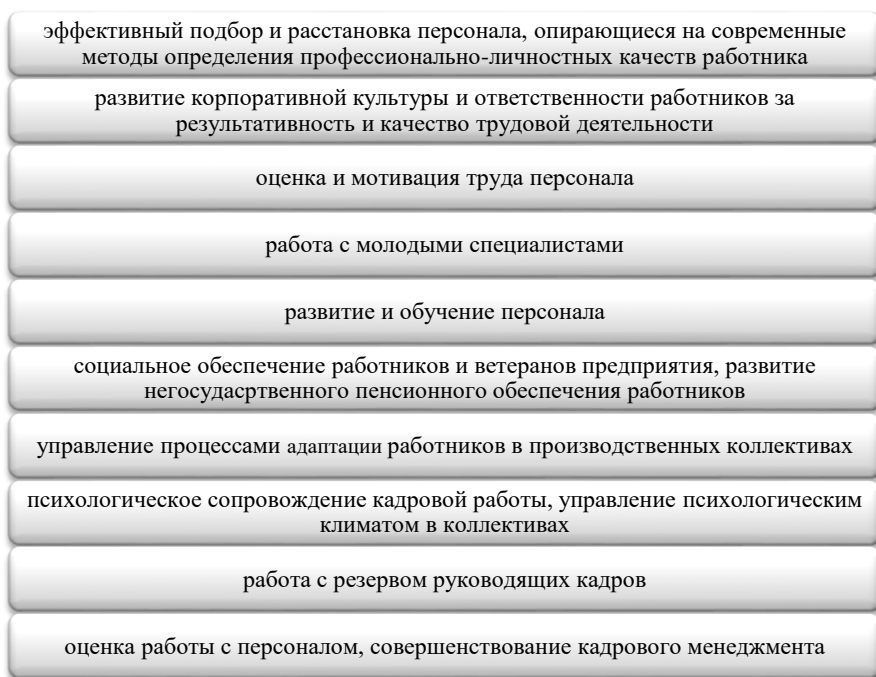 эффективный подбор и расстановка персонала, опирающиеся на современные
методы определения профессионально-личностных качеств работника
развитие корпоративной культуры и ответственности работников за
результативность и качество трудовой деятельности
оценка и мотивация труда персонала
работа с молодыми специалистами
развитие и обучение персонала
социальное обеспечение работников и ветеранов предприятия, развитие
негосудасртвенного пенсионного обеспечения работников
управление процессами адаптации работников в производственных коллективах
психологическое сопровождение кадровой работы, управление психологическим
климатом в коллективах
работа с резервом руководящих кадров
оценка работы с персоналом, совершенствование кадрового менеджмента